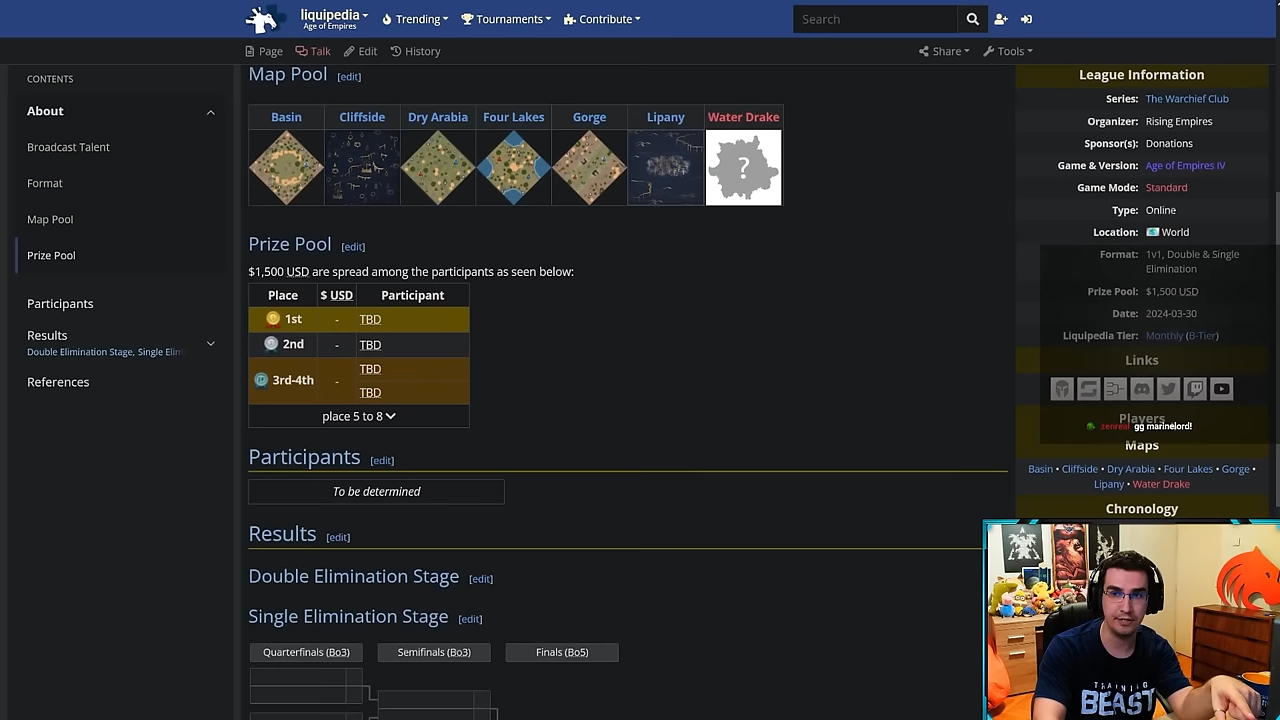 liquipedia
Age of Empires
Trending
Tournaments
Contribute
Search
Page
Talk
Edit
History
Share
Tools
CONTENTS
About
Broadcast Talent
Format
Map Pool
Prize Pool
Participants
Results
Double Elimination Stage, Single Elim
References
Map Pool [edit]
Basin Cliffside Dry Arabia Four Lakes Gorge Lipany Water Drake
?
Prize Pool [edit]
$1,500 USD are spread among the participants as seen below:
Place $ USD Participant
1st - TBD
2nd - TBD
3rd-4th - TBD
TBD
place 5 to 8
Participants [edit]
To be determined
Results [edit]
Double Elimination Stage [edit]
Single Elimination Stage [edit]
Quarterfinals (Bo3) Semifinals (Bo3) Finals (Bo5)
League Information
Series: The Warchief Club
Organizer: Rising Empires
Sponsor(s): Donations
Game & Version: Age of Empires IV
Game Mode: Standard
Type: Online
Location: World
Format: 1v1, Double & Single
Elimination
Prize Pool: $1,500 USD
Date: 2024-03-30
Liquipedia Tier: Monthly (B-Tier)
Links
Players
zenreal gg marinelord!
Maps
Basin • Cliffside • Dry Arabia • Four Lakes • Gorge •
Lipany • Water Drake
Chronology
TRAINING
BEAST